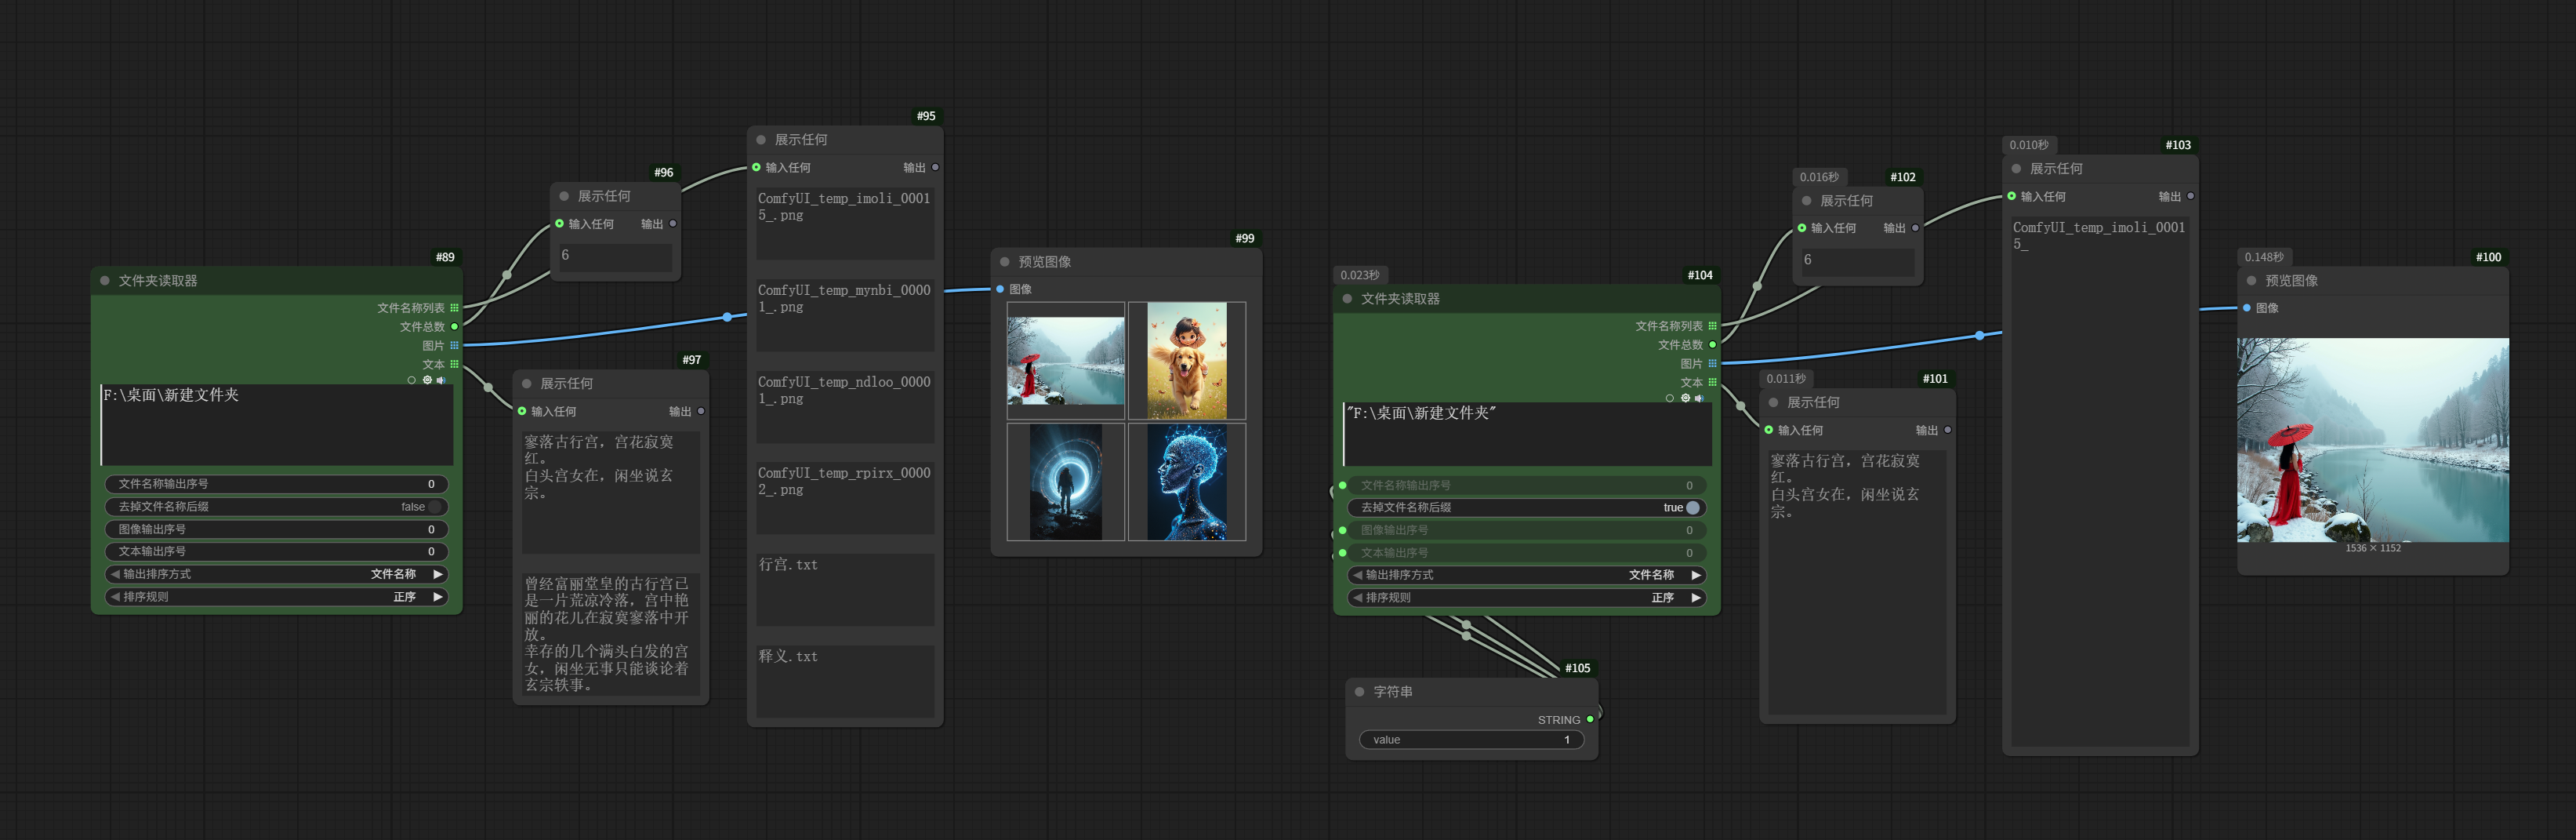 #89
文件夹读取器
文件名称列表
文件总数
图片
文本
F:\桌面\新建文件夹
文件名称输出序号 0
去掉文件名称后缀 false
图像输出序号 0
文本输出序号 0
输出排序方式 文件名称
排序规则 正序
#96
展示任何
输入任何 输出
6
#97
展示任何
输入任何 输出
寥落古行宫，宫花寂寞
红。
白头宫女在，闲坐说玄
宗。
曾经富丽堂皇的古行宫已
是一片荒凉冷落，宫中艳
丽的花儿在寂寞寥落中开
放。
幸存的几个满头白发的宫
女，闲坐无事只能谈论着
玄宗轶事。
#95
展示任何
输入任何 输出
ComfyUI_temp_imoli_0001
5_.png
ComfyUI_temp_mynbi_0000
1_.png
ComfyUI_temp_ndloo_0000
1_.png
ComfyUI_temp_rpirx_0000
2_.png
行宫.txt
释义.txt
#99
预览图像
图像
0.023秒 #104
文件夹读取器
文件名称列表
文件总数
图片
文本
"F:\桌面\新建文件夹"
文件名称输出序号 0
去掉文件名称后缀 true
图像输出序号 0
文本输出序号 0
输出排序方式 文件名称
排序规则 正序
#105
字符串
STRING
value 1
0.016秒 #102
展示任何
输入任何 输出
6
0.011秒 #101
展示任何
输入任何 输出
寥落古行宫，宫花寂寞
红。
白头宫女在，闲坐说玄
宗。
0.010秒 #103
展示任何
输入任何 输出
ComfyUI_temp_imoli_0001
5_
0.148秒 #100
预览图像
图像
1536 × 1152